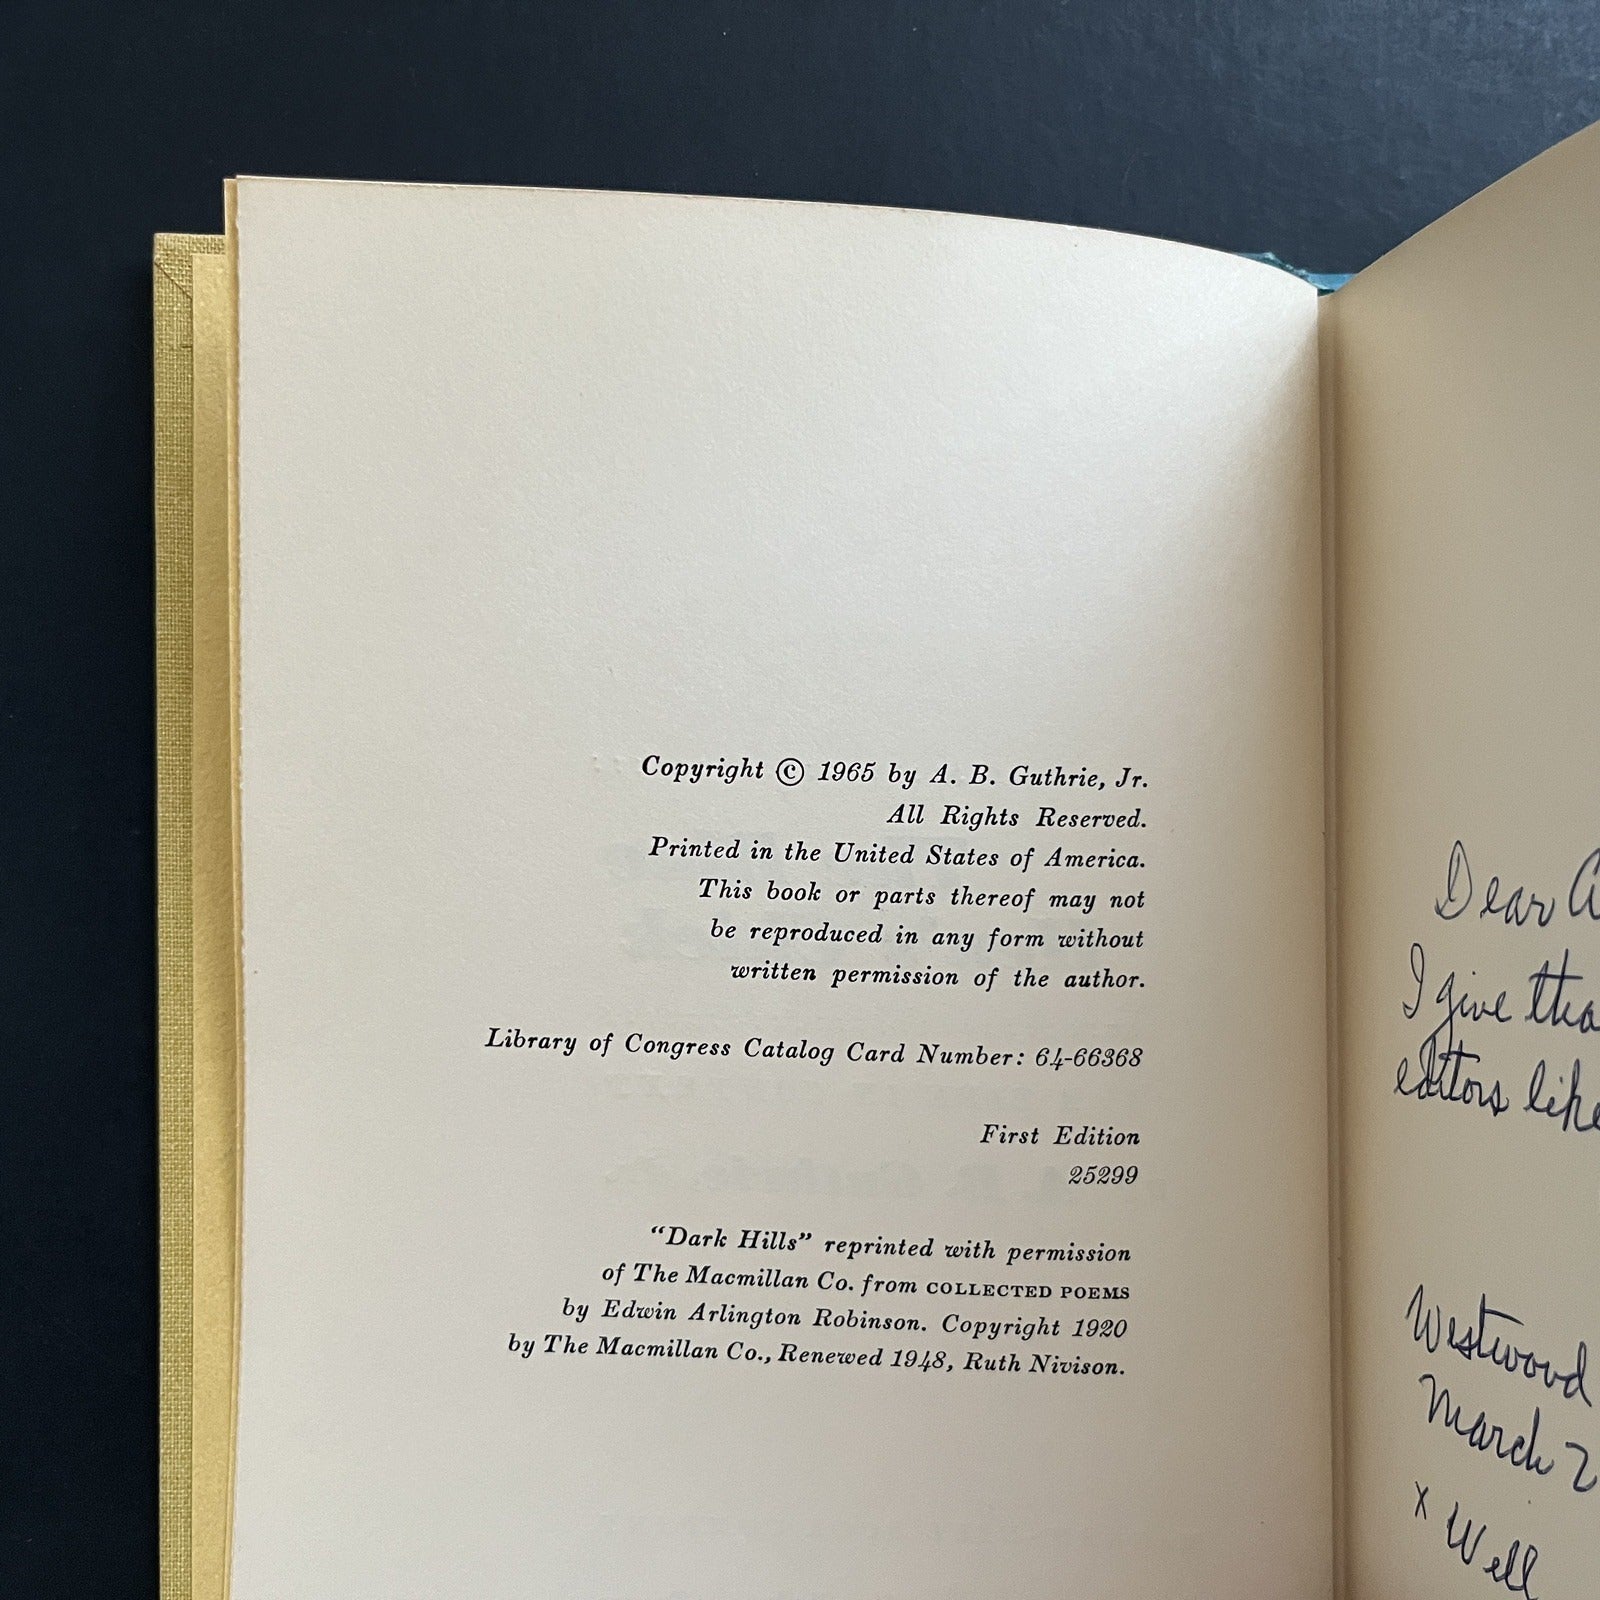 Copyright © 1965 by A. B. Guthrie, Jr.
All Rights Reserved.
Printed in the United States of America.
This book or parts thereof may not
be reproduced in any form without
written permission of the author.
Library of Congress Catalog Card Number: 64-66368
First Edition
25299
“Dark Hills” reprinted with permission
of The Macmillan Co. from COLLECTED POEMS
by Edwin Arlington Robinson. Copyright 1920
by The Macmillan Co., Renewed 1948, Ruth Nivison.
Dear
I give
editors like
Westwood
March 2
x Well